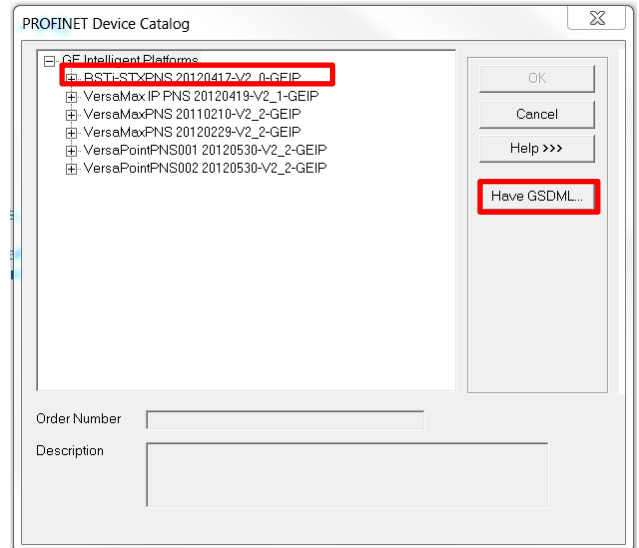 PROFINET Device Catalog
GE Intelligent Platforms
BSTi-STXPNS 20120417-V2_0-GEIP
VersaMax IP PNS 20120419-V2_1-GEIP
VersaMaxPNS 20110210-V2_2-GEIP
VersaMaxPNS 20120229-V2_2-GEIP
VersaPointPNS001 20120530-V2_2-GEIP
VersaPointPNS002 20120530-V2_2-GEIP
OK
Cancel
Help >>>
Have GSDML...
Order Number
Description